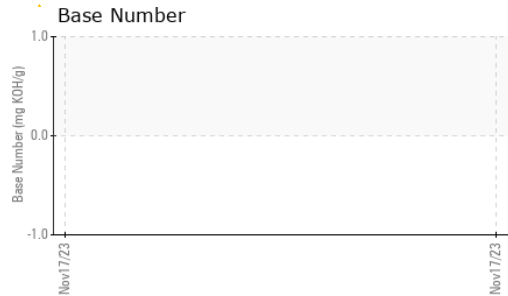 Base Number
Base Number (mg KOH/g)
1.0
0.0
-1.0
Nov17/23
Nov17/23